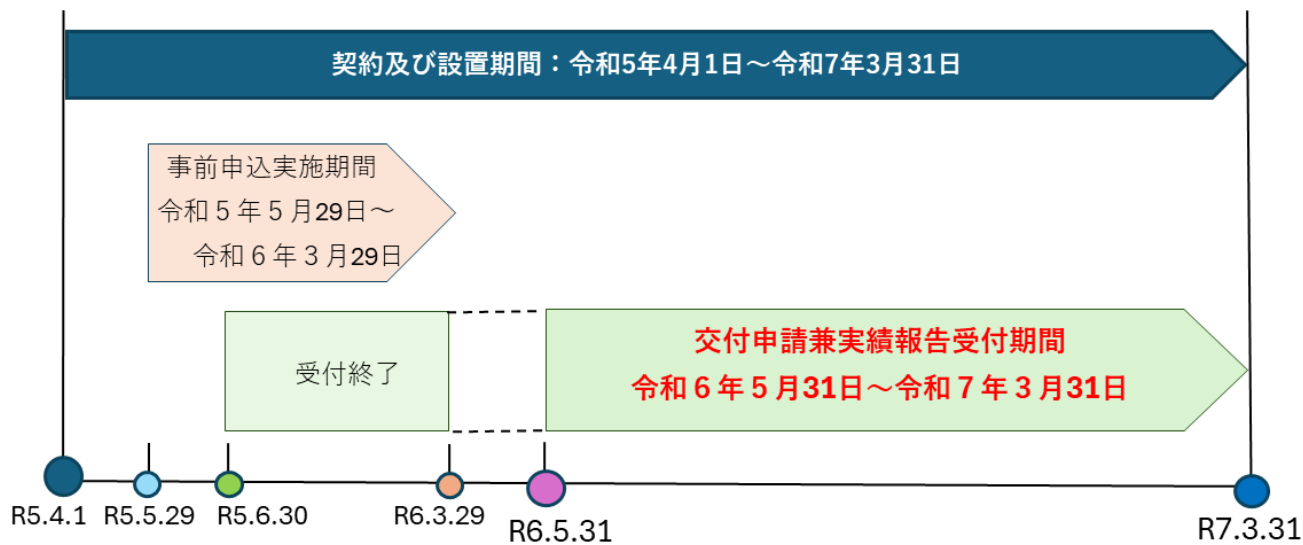 契約及び設置期間：令和5年4月1日～令和7年3月31日
事前申込実施期間
令和５年５月29日～
令和６年３月29日
受付終了
交付申請兼実績報告受付期間
令和６年５月31日～令和７年３月31日
R5.4.1
R5.5.29
R5.6.30
R6.3.29
R6.5.31
R7.3.31